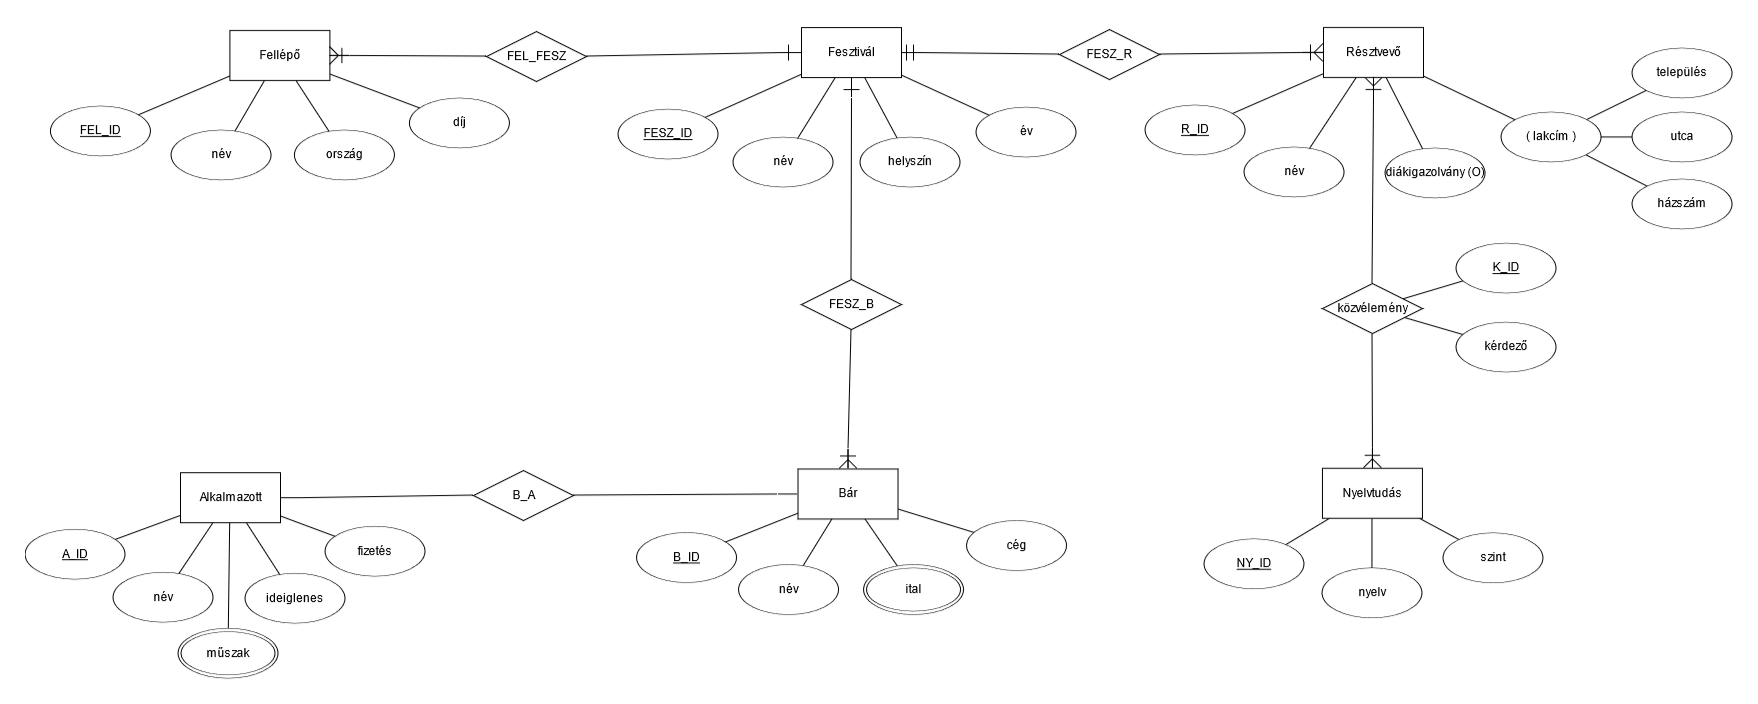 Fellépő
FEL_FESZ
Fesztivál
FESZ_R
Résztvevő
FEL_ID
név
ország
díj
FESZ_ID
név
helyszín
év
R_ID
név
diákigazolvány (O)
( lakcím )
település
utca
házszám
FESZ_B
közvélemény
K_ID
kérdező
Alkalmazott
B_A
Bár
Nyelvtudás
A_ID
név
műszak
ideiglenes
fizetés
B_ID
név
ital
cég
NY_ID
nyelv
szint